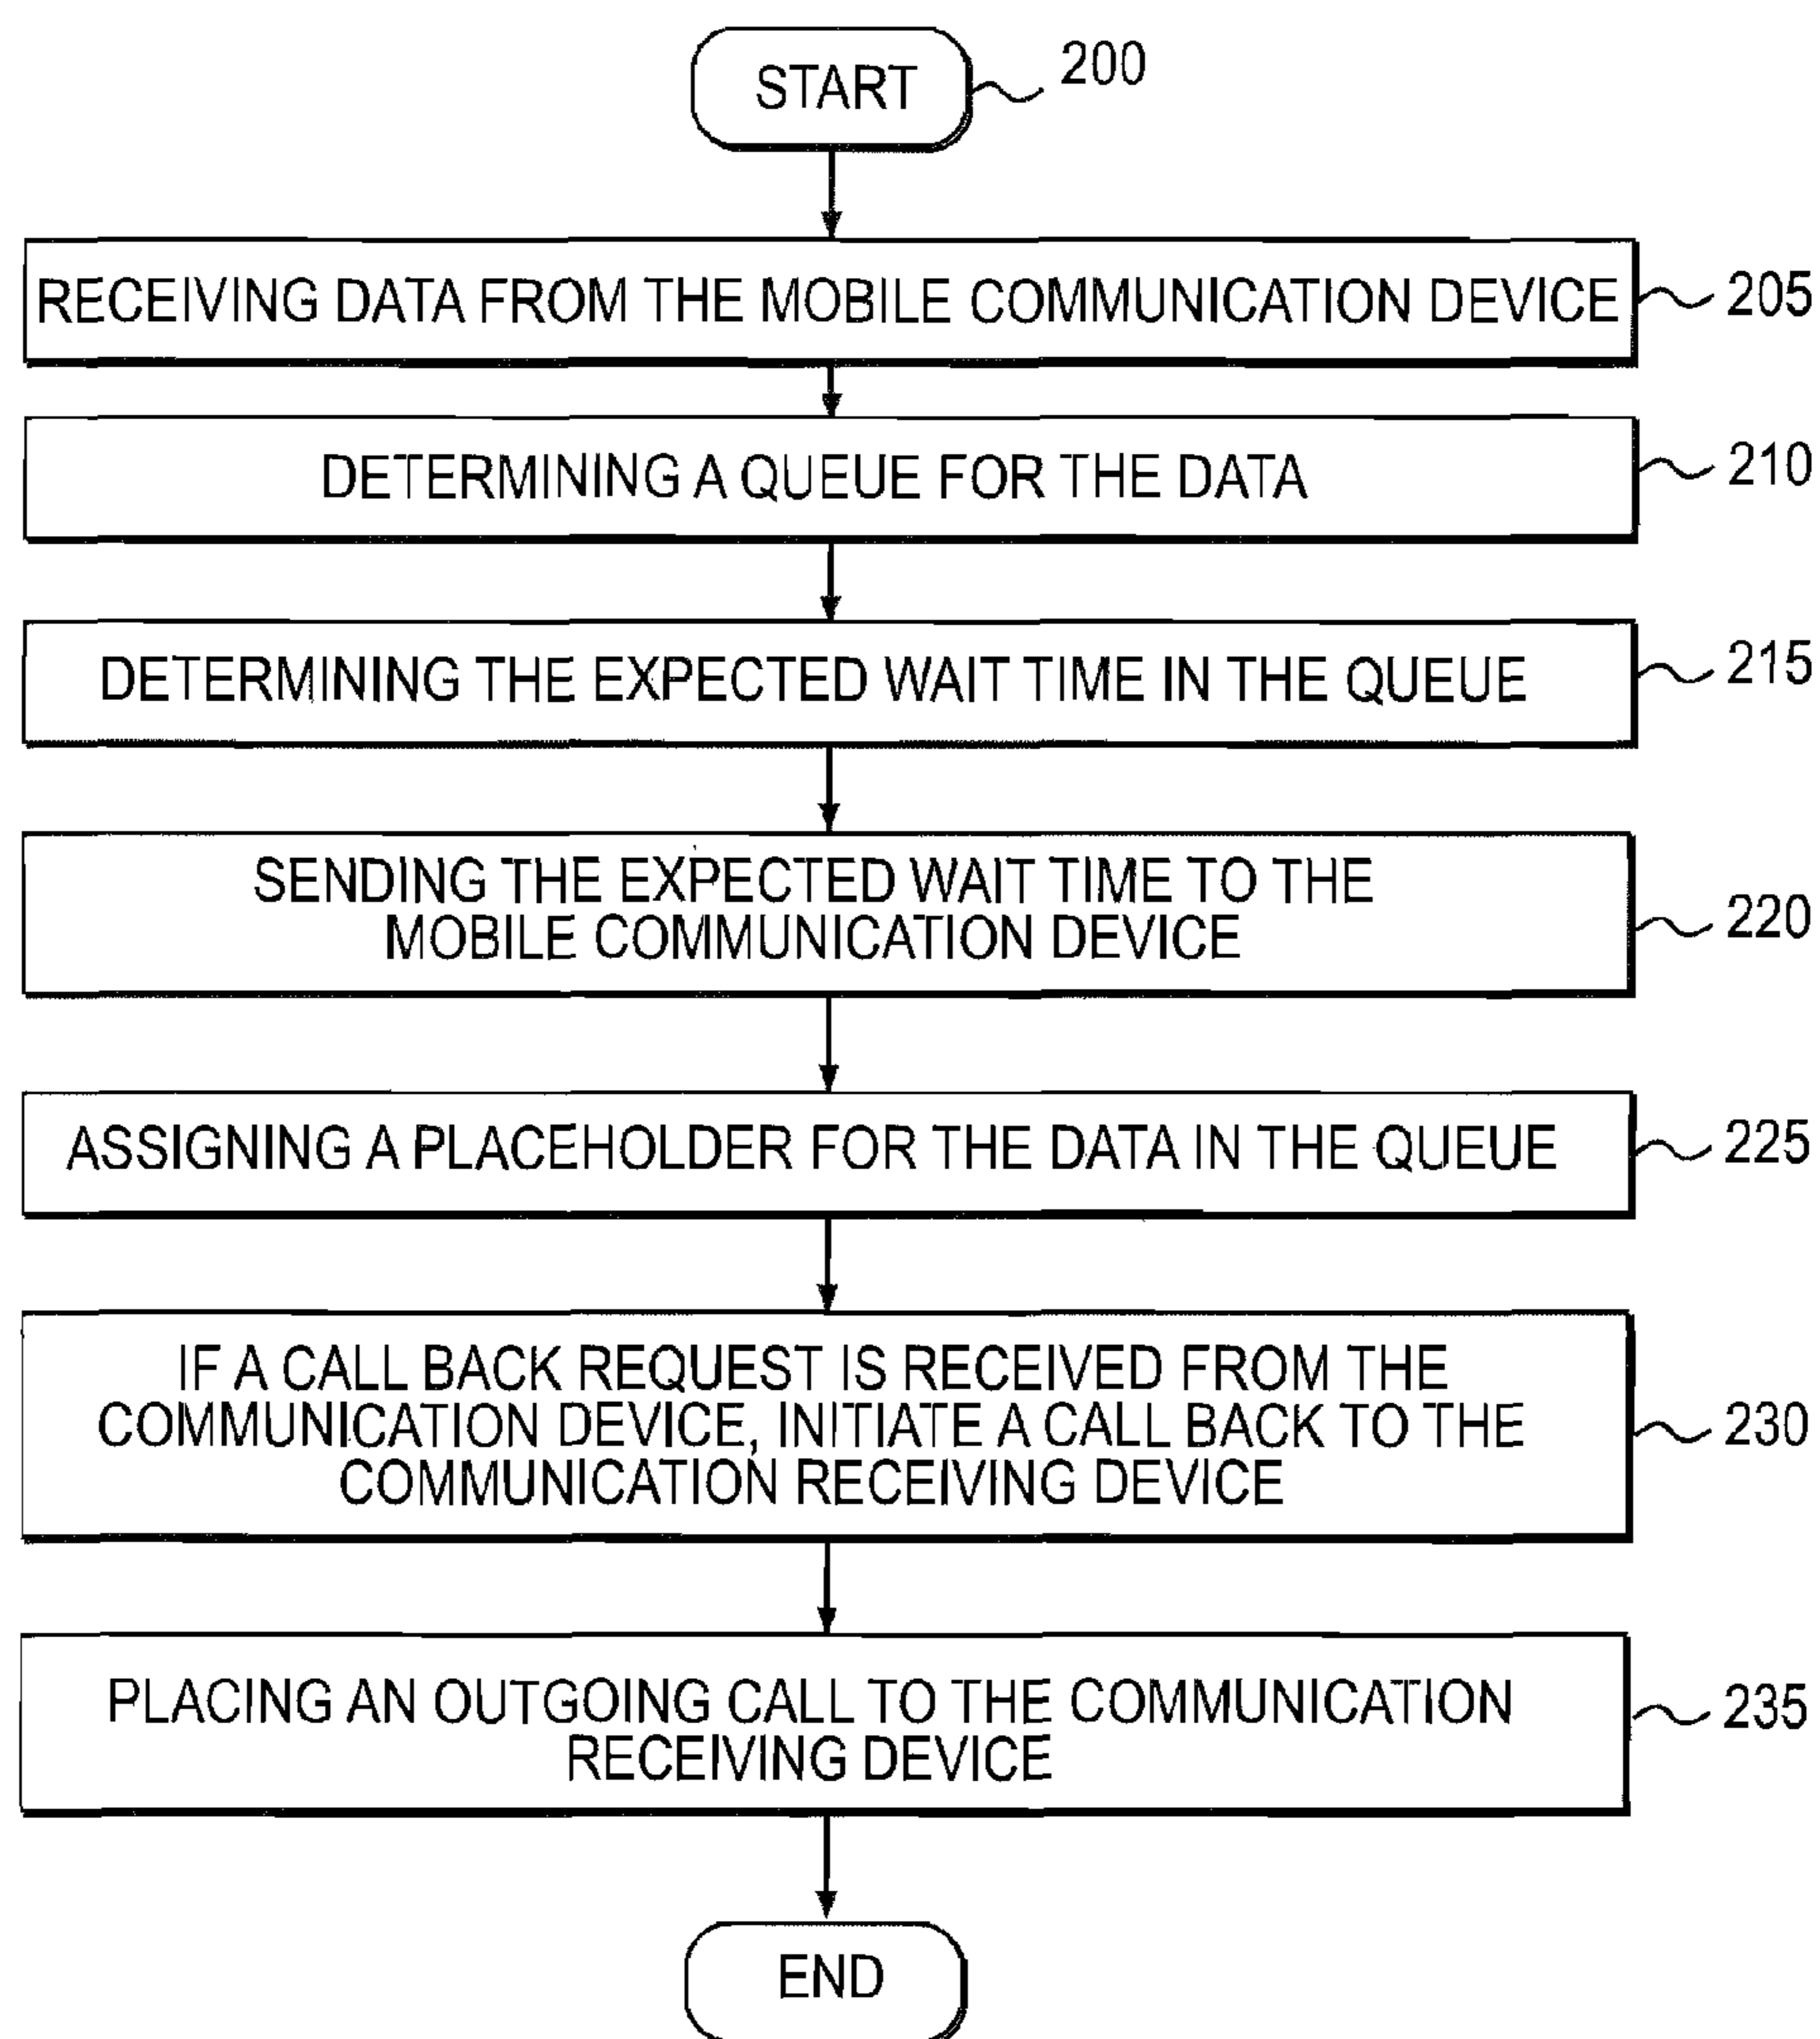 START
200
RECEIVING DATA FROM THE MOBILE COMMUNICATION DEVICE
205
DETERMINING A QUEUE FOR THE DATA
210
DETERMINING THE EXPECTED WAIT TIME IN THE QUEUE
215
SENDING THE EXPECTED WAIT TIME TO THE
MOBILE COMMUNICATION DEVICE
220
ASSIGNING A PLACEHOLDER FOR THE DATA IN THE QUEUE
225
IF A CALL BACK REQUEST IS RECEIVED FROM THE
COMMUNICATION DEVICE, INITIATE A CALL BACK TO THE
COMMUNICATION RECEIVING DEVICE
230
PLACING AN OUTGOING CALL TO THE COMMUNICATION
RECEIVING DEVICE
235
END